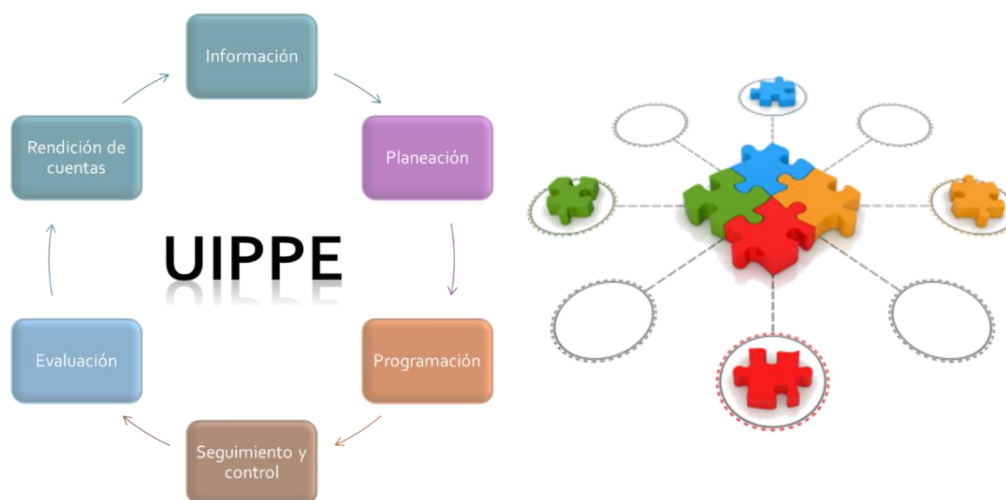 Información
Planeación
Programación
Seguimiento y
control
Evaluación
Rendición de
cuentas
UIPPE